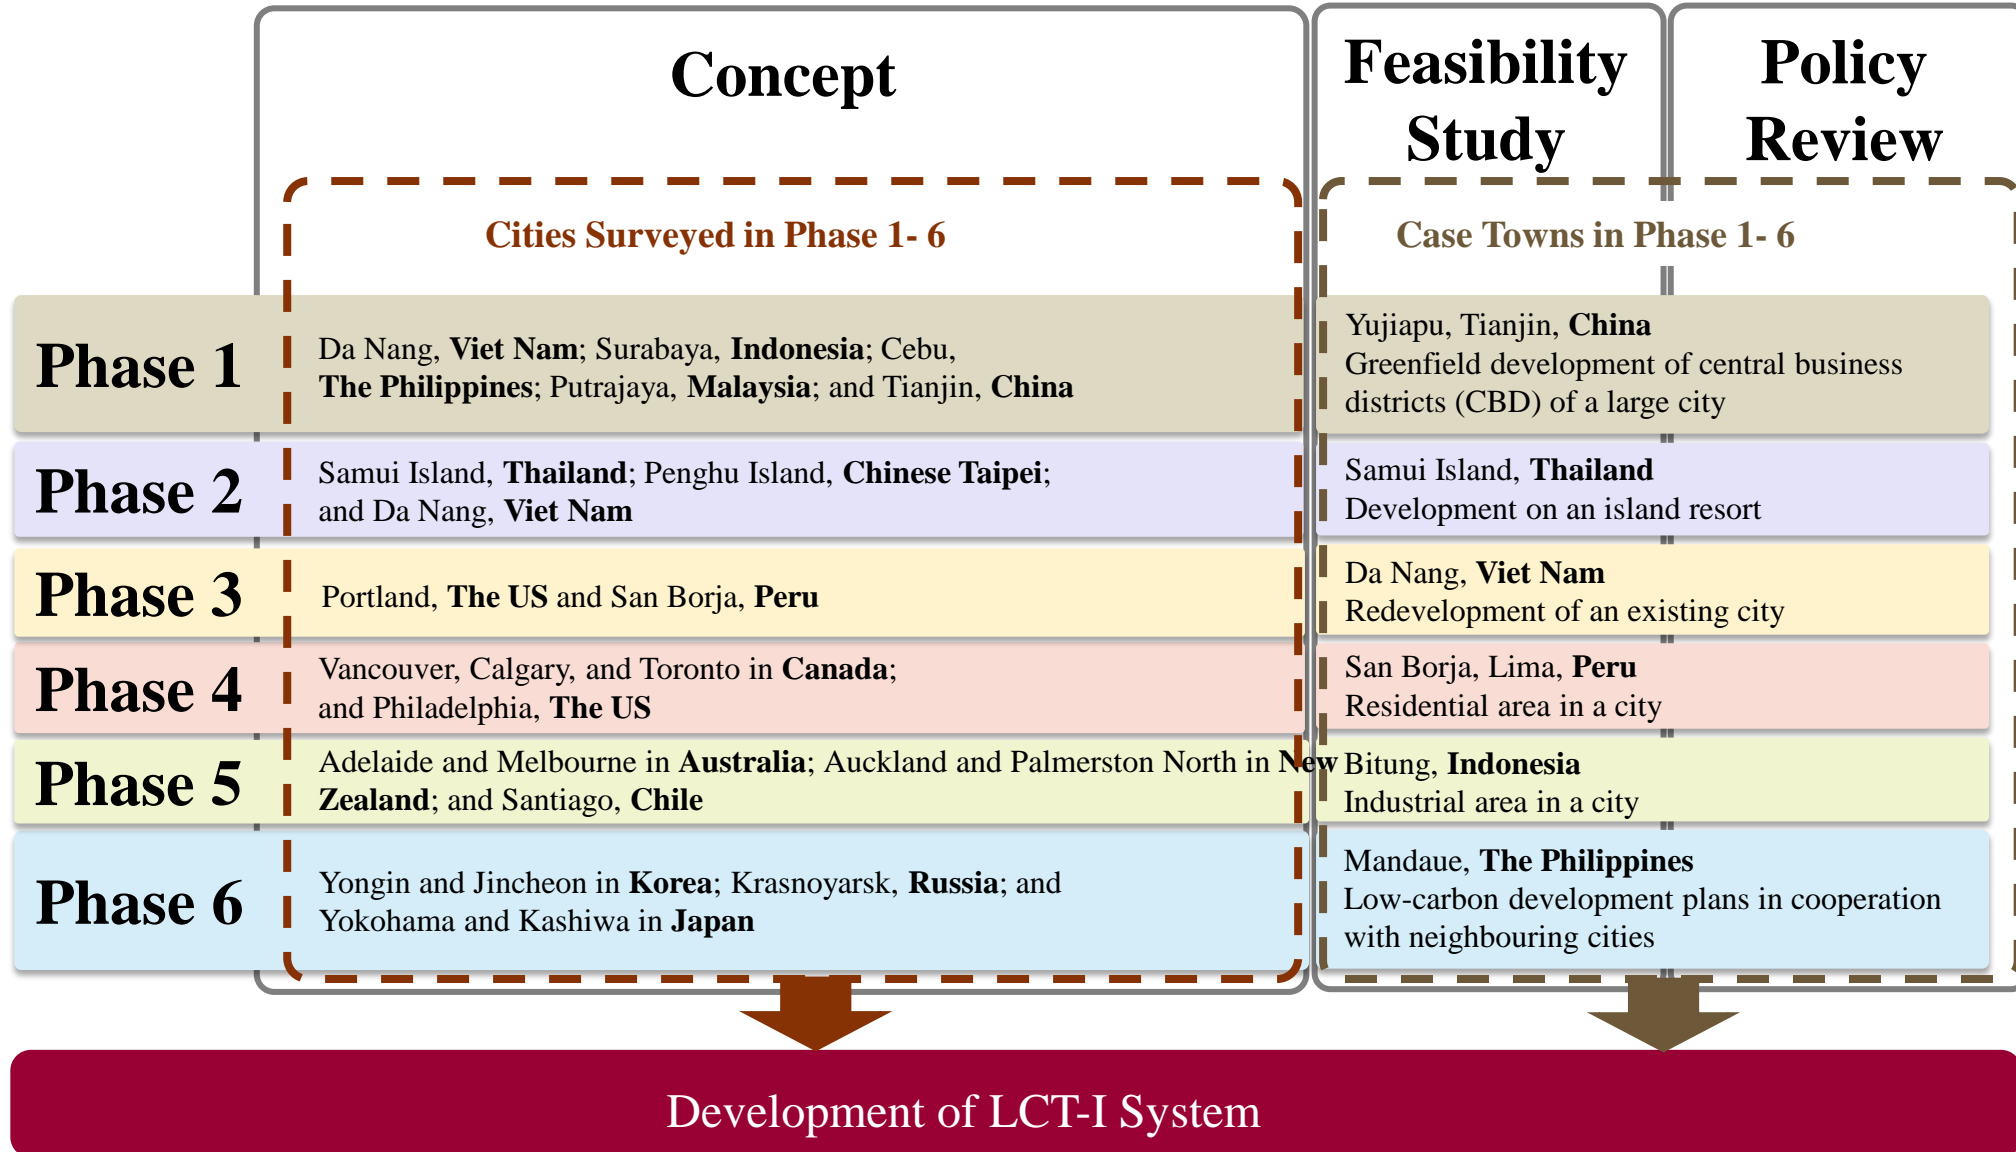 Concept
Feasibility
Study
Policy
Review
Cities Surveyed in Phase 1- 6
Case Towns in Phase 1- 6
Phase 1
Da Nang, Viet Nam; Surabaya, Indonesia; Cebu,
The Philippines; Putrajaya, Malaysia; and Tianjin, China
Yujiapu, Tianjin, China
Greenfield development of central business
districts (CBD) of a large city
Phase 2
Samui Island, Thailand; Penghu Island, Chinese Taipei;
and Da Nang, Viet Nam
Samui Island, Thailand
Development on an island resort
Phase 3
Portland, The US and San Borja, Peru
Da Nang, Viet Nam
Redevelopment of an existing city
Phase 4
Vancouver, Calgary, and Toronto in Canada;
and Philadelphia, The US
San Borja, Lima, Peru
Residential area in a city
Phase 5
Adelaide and Melbourne in Australia; Auckland and Palmerston North in New
Zealand; and Santiago, Chile
Bitung, Indonesia
Industrial area in a city
Phase 6
Yongin and Jincheon in Korea; Krasnoyarsk, Russia; and
Yokohama and Kashiwa in Japan
Mandaue, The Philippines
Low-carbon development plans in cooperation
with neighbouring cities
Development of LCT-I System